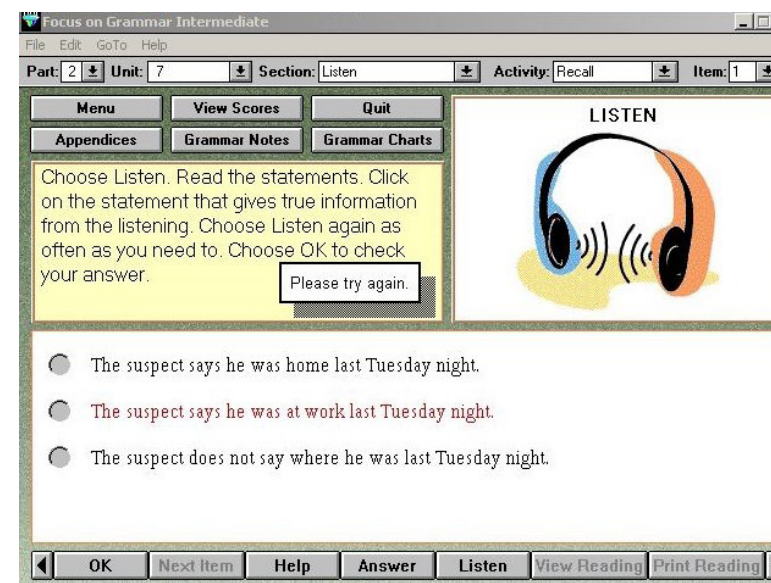 Focus on Grammar Intermediate
File Edit GoTo Help
Part: 2 Unit: 7 Section: Listen Activity: Recall Item: 1
Menu View Scores Quit
Appendices Grammar Notes Grammar Charts
LISTEN
Choose Listen. Read the statements. Click
on the statement that gives true information
from the listening. Choose Listen again as
often as you need to. Choose OK to check
your answer.
Please try again.
The suspect says he was home last Tuesday night.
The suspect says he was at work last Tuesday night.
The suspect does not say where he was last Tuesday night.
OK Next Item Help Answer Listen View Reading Print Reading